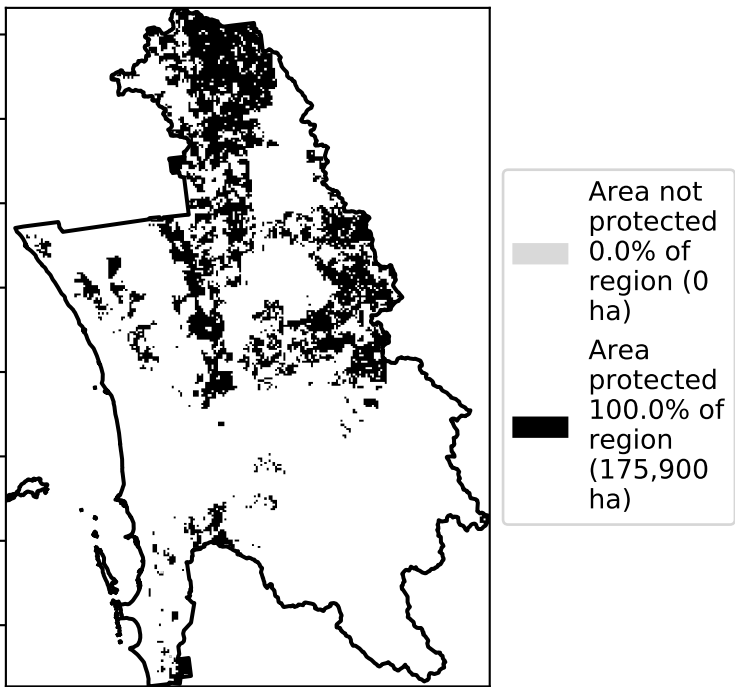 Area not
protected
0.0% of
region (0
ha)
Area
protected
100.0% of
region
(175,900
ha)